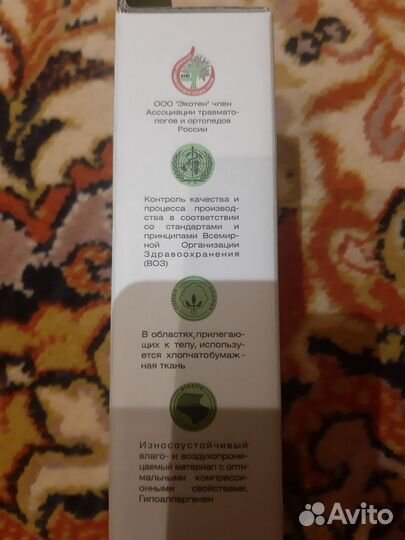 ООО "Экотен" член
Ассоциации травмато-
логов и ортопедов
России
Контроль качества и
процесса производ-
ства в соответствии
со стандартами и
принципами Всемир-
ной Организации
Здравоохранения
(ВОЗ)
cotton
В областях, прилегаю-
щих к телу, использу-
ется хлопчатобумаж-
ная ткань
elastic
Износоустойчивый
влаго- и воздухопрони-
цаемый материал с опти-
мальными компресси-
онными свойствами.
Гипоаллергенен
Avito